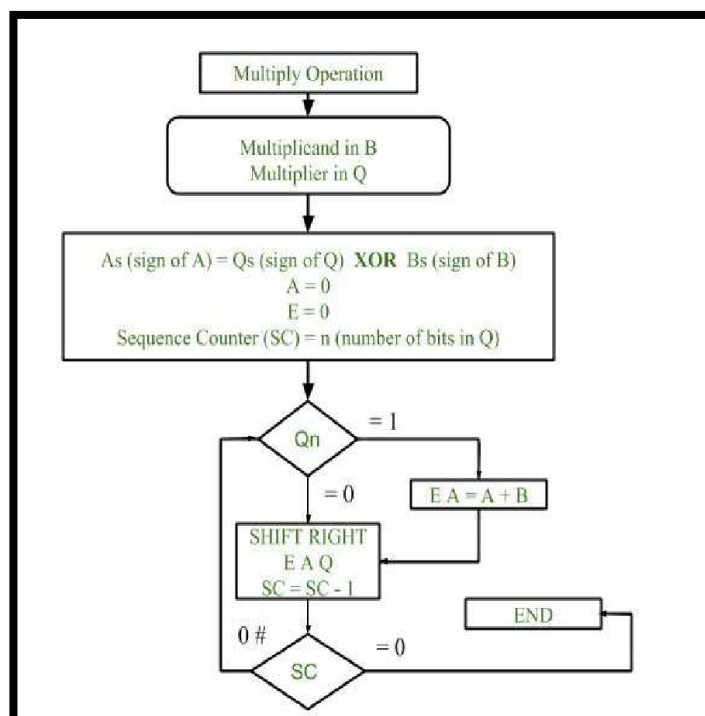 Multiply Operation
Multiplicand in B
Multiplier in Q
As (sign of A) = Qs (sign of Q) XOR Bs (sign of B)
A = 0
E = 0
Sequence Counter (SC) = n (number of bits in Q)
Qn
= 1
= 0
E A = A + B
SHIFT RIGHT
E A Q
SC = SC - 1
0 #
SC
= 0
END